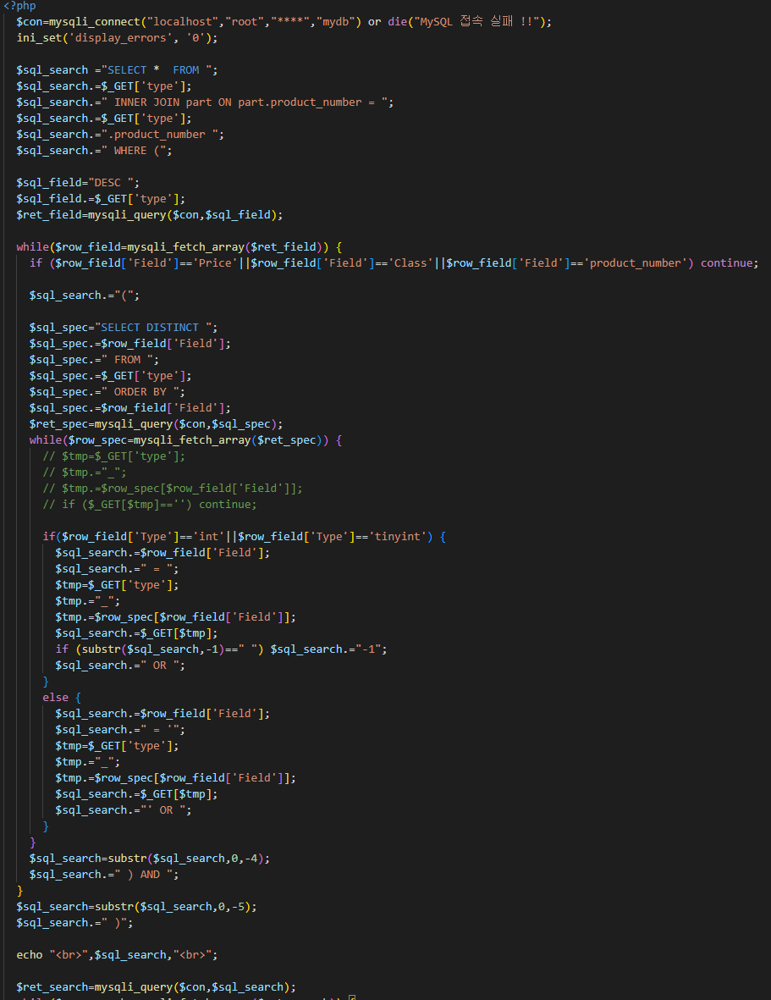 <?php
$con=mysqli_connect("localhost","root","****","mydb") or die("MySQL 접속 실패 !!");
ini_set('display_errors', '0');
$sql_search ="SELECT *  FROM ";
$sql_search.=$_GET['type'];
$sql_search.=" INNER JOIN part ON part.product_number = ";
$sql_search.=$_GET['type'];
$sql_search.=".product_number ";
$sql_search.=" WHERE (";
$sql_field="DESC ";
$sql_field.=$_GET['type'];
$ret_field=mysqli_query($con,$sql_field);
while($row_field=mysqli_fetch_array($ret_field)) {
if ($row_field['Field']=='Price'||$row_field['Field']=='Class'||$row_field['Field']=='product_number') continue;
$sql_search.="(";
$sql_spec="SELECT DISTINCT ";
$sql_spec.=$row_field['Field'];
$sql_spec.=" FROM ";
$sql_spec.=$_GET['type'];
$sql_spec.=" ORDER BY ";
$sql_spec.=$row_field['Field'];
$ret_spec=mysqli_query($con,$sql_spec);
while($row_spec=mysqli_fetch_array($ret_spec)) {
// $tmp=$_GET['type'];
// $tmp.="_";
// $tmp.=$row_spec[$row_field['Field']];
// if ($_GET[$tmp]=='') continue;
if($row_field['Type']=='int'||$row_field['Type']=='tinyint') {
$sql_search.=$row_field['Field'];
$sql_search.=" = ";
$tmp=$_GET['type'];
$tmp.="_";
$tmp.=$row_spec[$row_field['Field']];
$sql_search.=$_GET[$tmp];
if (substr($sql_search,-1)==" ") $sql_search.="-1";
$sql_search.=" OR ";
}
else {
$sql_search.=$row_field['Field'];
$sql_search.=" = '";
$tmp=$_GET['type'];
$tmp.="_";
$tmp.=$row_spec[$row_field['Field']];
$sql_search.=$_GET[$tmp];
$sql_search.="' OR ";
}
}
$sql_search=substr($sql_search,0,-4);
$sql_search.=" ) AND ";
}
$sql_search=substr($sql_search,0,-5);
$sql_search.=" )";
echo "<br>",$sql_search,"<br>";
$ret_search=mysqli_query($con,$sql_search);